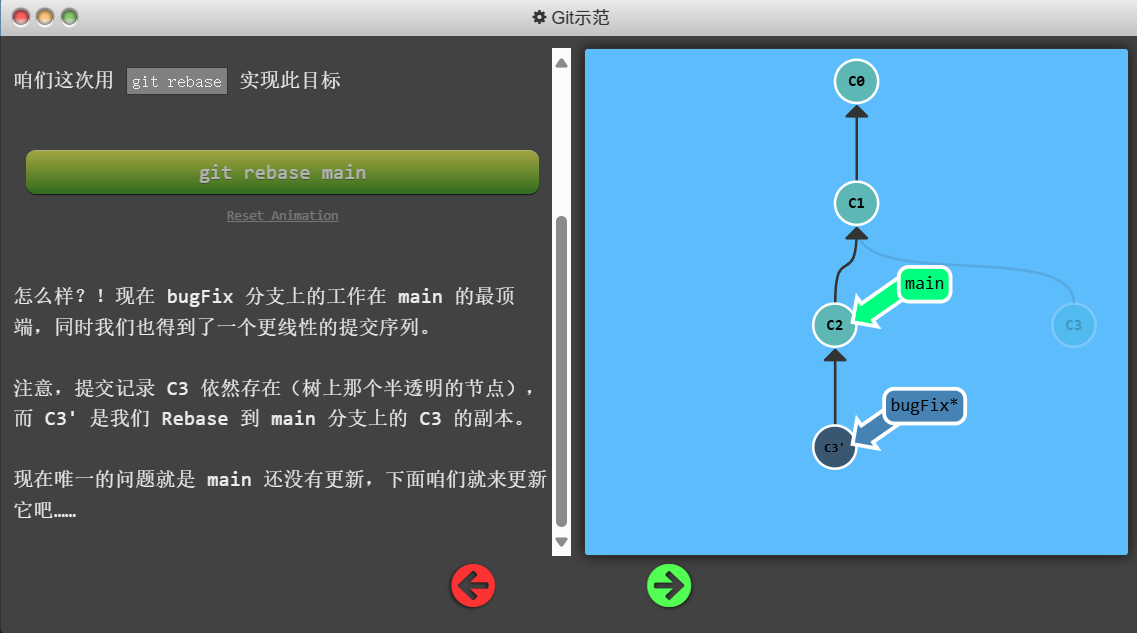 Git示范
咱们这次用 git rebase 实现此目标
git rebase main
Reset Animation
怎么样？！现在 bugFix 分支上的工作在 main 的最顶
端，同时我们也得到了一个更线性的提交序列。
注意，提交记录 C3 依然存在（树上那个半透明的节点），
而 C3' 是我们 Rebase 到 main 分支上的 C3 的副本。
现在唯一的问题就是 main 还没有更新，下面咱们就来更新
它吧……
C0
C1
main
C2
C3
bugFix*
C3'